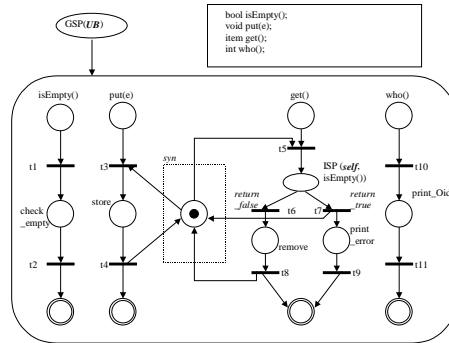 GSP(UB)
bool isEmpty();
void put(e);
item get();
int who();
isEmpty()
put(e)
get()
who()
t5
syn
ISP (self,
isEmpty())
t1
t3
t10
return
_false
return
_true
check
_empty
store
t6
t7
print_Oid
remove
print
_error
t2
t4
t8
t9
t11